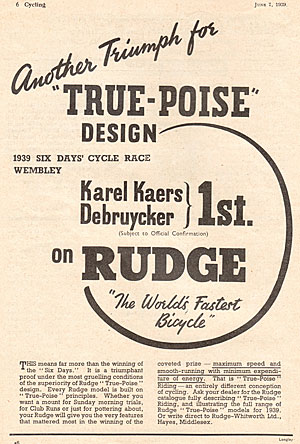 6 Cycling
June 7, 1939.
Another Triumph for
"TRUE-POISE"
DESIGN
1939 SIX DAYS' CYCLE RACE
WEMBLEY
Karel Kaers
Debruycker
1st.
(Subject to Official Confirmation)
on RUDGE
"The World's Fastest
Bicycle"
THIS means far more than the winning of
the "Six Days." It is a triumphant
proof under the most gruelling conditions
of the superiority of Rudge "True-Poise"
design. Every Rudge model is built on
"True-Poise" principles. Whether you
want a mount for Sunday morning trials,
for Club Runs or just for pottering about,
your Rudge will give you the very features
that mattered most in the winning of the
coveted prize — maximum speed and
smooth-running with minimum expendi-
ture of energy. That is "True-Poise"
Riding—an entirely different conception
of cycling. Ask your dealer for the Rudge
catalogue fully describing "True-Poise"
Riding, and illustrating the full range of
Rudge "True-Poise" models for 1939.
Or write direct to Rudge-Whitworth Ltd.,
Hayes, Middlesex.